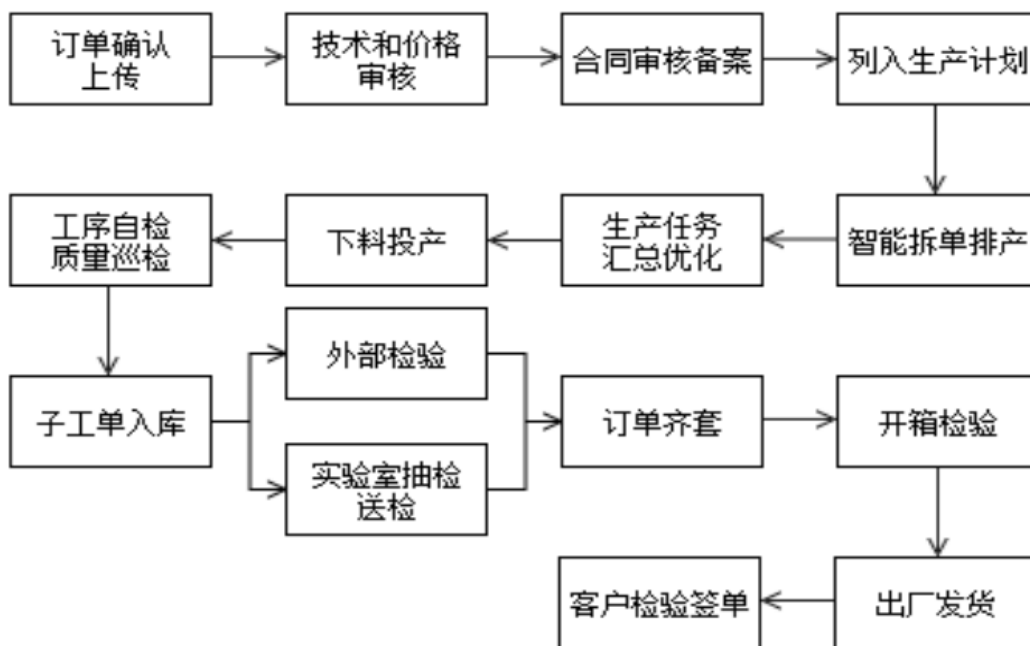 订单确认
上传
技术和价格
审核
合同审核备案
列入生产计划
智能拆单排产
生产任务
汇总优化
下料投产
工序自检
质量巡检
子工单入库
外部检验
实验室抽检
送检
订单齐套
开箱检验
出厂发货
客户检验签单